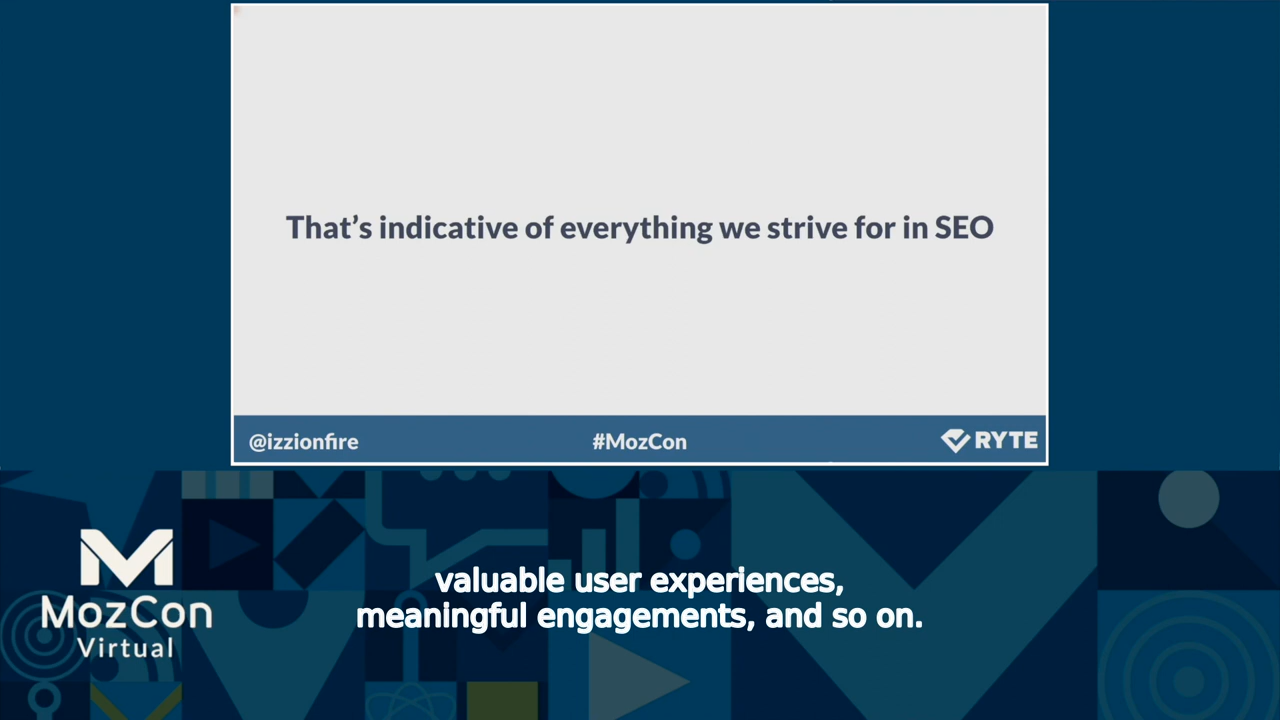 That's indicative of everything we strive for in SEO
@izzionfire
#MozCon
RYTE
MozCon
Virtual
valuable user experiences,
meaningful engagements, and so on.